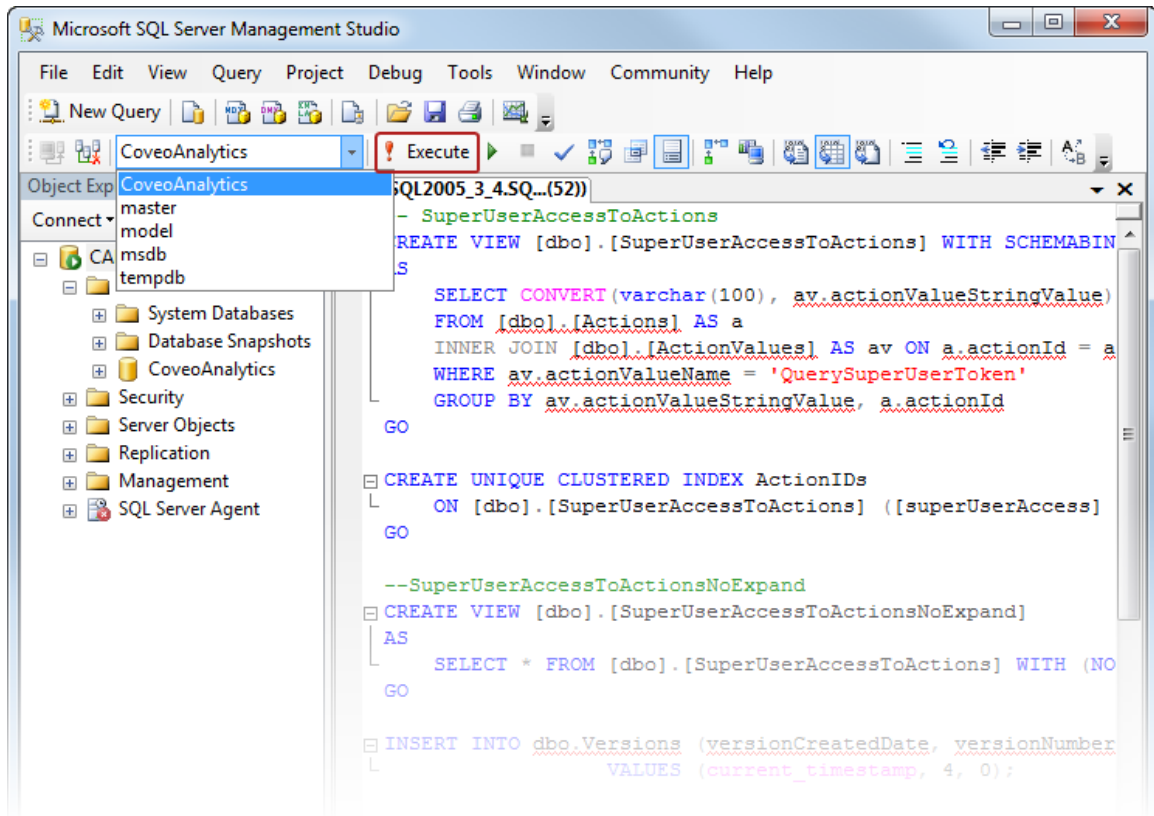 Microsoft SQL Server Management Studio
File Edit View Query Project Debug Tools Window Community Help
New Query
CoveoAnalytics
Execute
Object Exp
CoveoAnalytics
master
model
msdb
tempdb
Connect
CA
System Databases
Database Snapshots
CoveoAnalytics
Security
Server Objects
Replication
Management
SQL Server Agent
SQL2005_3_4.SQ...(52))
- SuperUserAccessToActions
CREATE VIEW [dbo].[SuperUserAccessToActions] WITH SCHEMABIN
AS
SELECT CONVERT(varchar(100), av.actionValueStringValue)
FROM [dbo].[Actions] AS a
INNER JOIN [dbo].[ActionValues] AS av ON a.actionId = a
WHERE av.actionValueName = 'QuerySuperUserToken'
GROUP BY av.actionValueStringValue, a.actionId
GO
CREATE UNIQUE CLUSTERED INDEX ActionIDs
ON [dbo].[SuperUserAccessToActions] ([superUserAccess]
GO
--SuperUserAccessToActionsNoExpand
CREATE VIEW [dbo].[SuperUserAccessToActionsNoExpand]
AS
SELECT * FROM [dbo].[SuperUserAccessToActions] WITH (NO
GO
INSERT INTO dbo.Versions (versionCreatedDate, versionNumber
VALUES (current_timestamp, 4, 0);